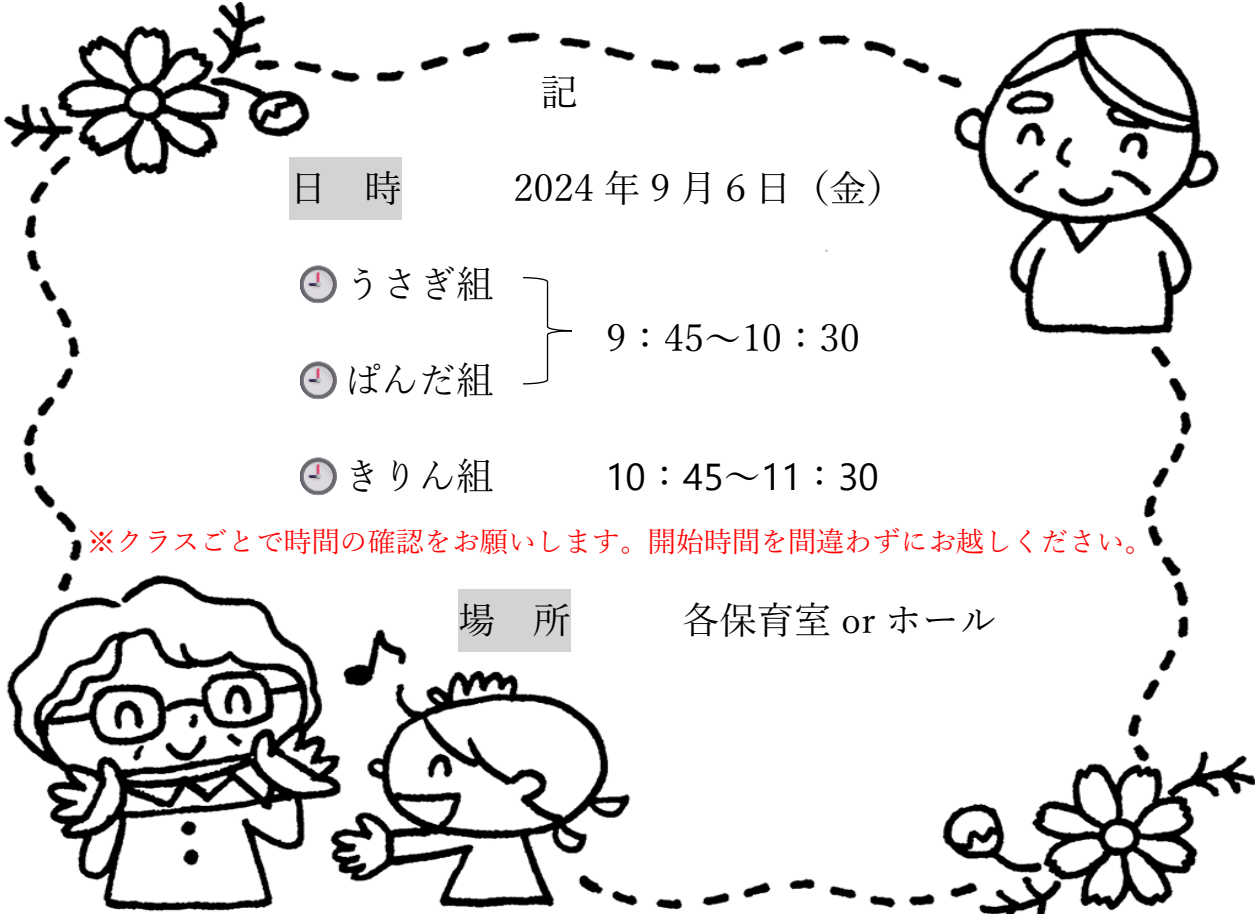 記
日　時　　　2024 年 9 月 6 日（金）
うさぎ組
9：45～10：30
ぱんだ組
きりん組　　　10：45～11：30
※クラスごとで時間の確認をお願いします。開始時間を間違わずにお越しください。
場　所　　　各保育室 or ホール